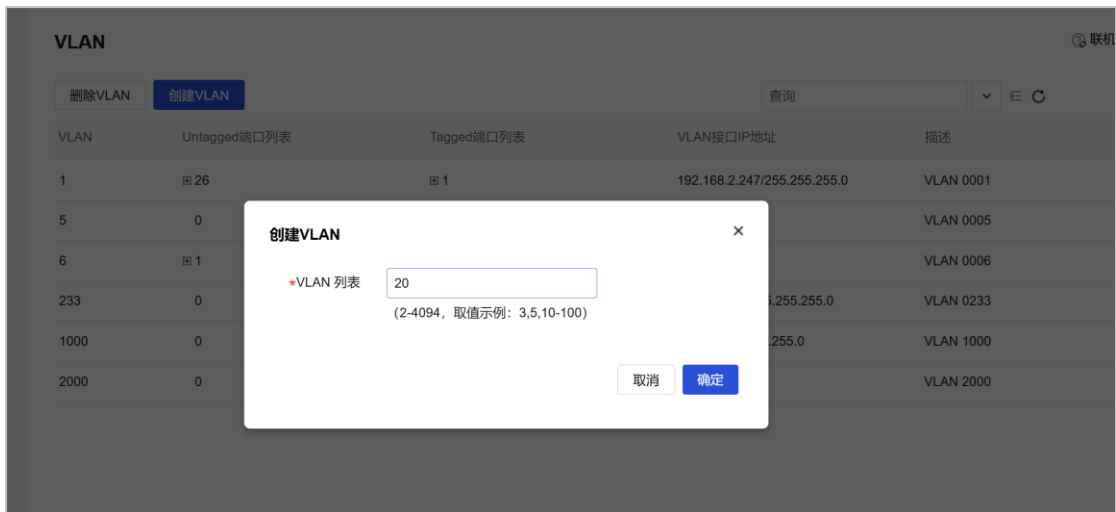 VLAN
联机
删除VLAN 创建VLAN 查询
VLAN Untagged端口列表 Tagged端口列表 VLAN接口IP地址 描述
1 26 1 192.168.2.247/255.255.255.0 VLAN 0001
5 0 VLAN 0005
创建VLAN
6 1 VLAN 0006
*VLAN 列表 20
233 0 .255.255.0 VLAN 0233
(2-4094，取值示例：3,5,10-100)
1000 0 .255.0 VLAN 1000
取消 确定
2000 0 VLAN 2000